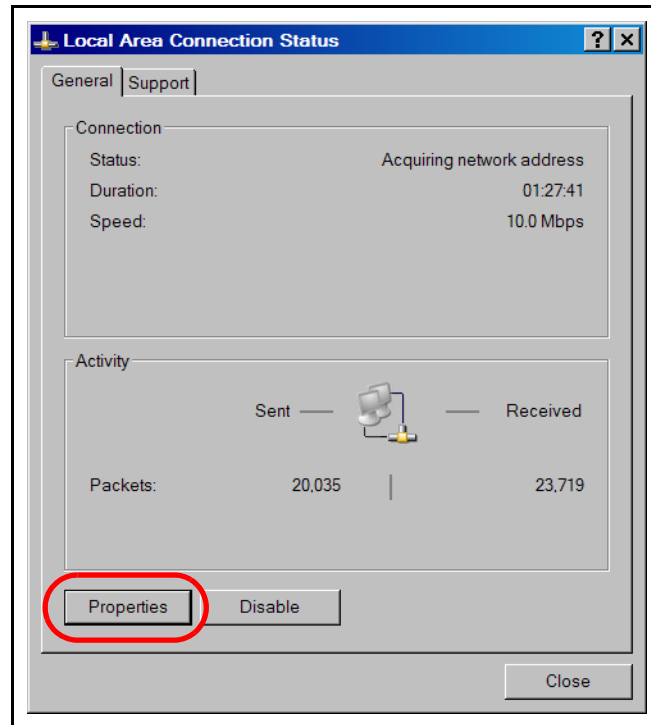 Local Area Connection Status
General Support
Connection
Status: Acquiring network address
Duration: 01:27:41
Speed: 10.0 Mbps
Activity
Sent Received
Packets: 20,035 23,719
Properties Disable
Close